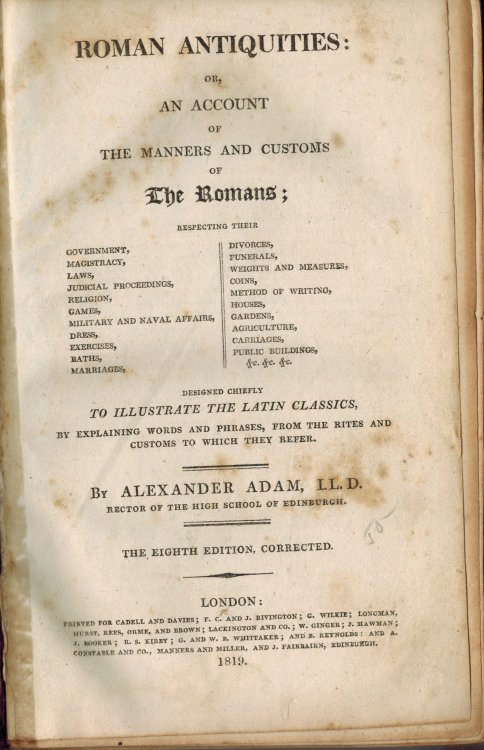 ROMAN ANTIQUITIES:
OR,
AN ACCOUNT
OF
THE MANNERS AND CUSTOMS
OF
The Romans;
RESPECTING THEIR
GOVERNMENT,
MAGISTRACY,
LAWS,
JUDICIAL PROCEEDINGS,
RELIGION,
GAMES,
MILITARY AND NAVAL AFFAIRS,
DRESS,
EXERCISES,
BATHS,
MARRIAGES,
DIVORCES,
FUNERALS,
WEIGHTS AND MEASURES,
COINS,
METHOD OF WRITING,
HOUSES,
GARDENS,
AGRICULTURE,
CARRIAGES,
PUBLIC BUILDINGS,
&c. &c. &c.
DESIGNED CHIEFLY
TO ILLUSTRATE THE LATIN CLASSICS,
BY EXPLAINING WORDS AND PHRASES, FROM THE RITES AND
CUSTOMS TO WHICH THEY REFER.
BY ALEXANDER ADAM, LL.D.
RECTOR OF THE HIGH SCHOOL OF EDINBURGH.
THE EIGHTH EDITION, CORRECTED.
LONDON:
PRINTED FOR CADELL AND DAVIES; F. C. AND J. RIVINGTON; G. WILKIE; LONGMAN,
HURST, REES, ORME, AND BROWN; LACKINGTON AND CO.; W. GINGER; J. MAWMAN;
J. BOOKER; R. S. KIRBY; G. AND W. B. WHITTAKER; AND R. REYNOLDS: AND A.
CONSTABLE AND CO., MANNERS AND MILLER, AND J. FAIRBAIRN, EDINBURGH.
1819.